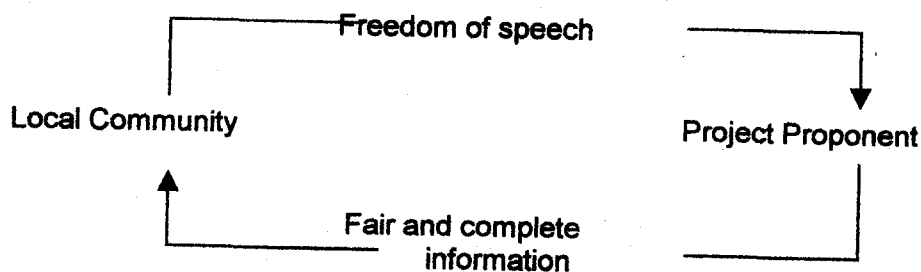 Freedom of speech
Local Community
Project Proponent
Fair and complete
information